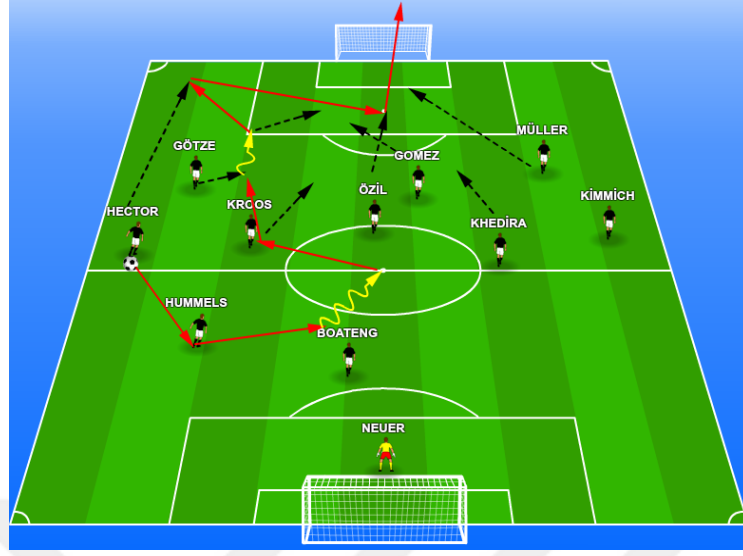 MÜLLER
GÖTZE
GOMEZ
ÖZİL
KİMMİCH
KROOS
HECTOR
KHEDİRA
HUMMELS
BOATENG
NEUER